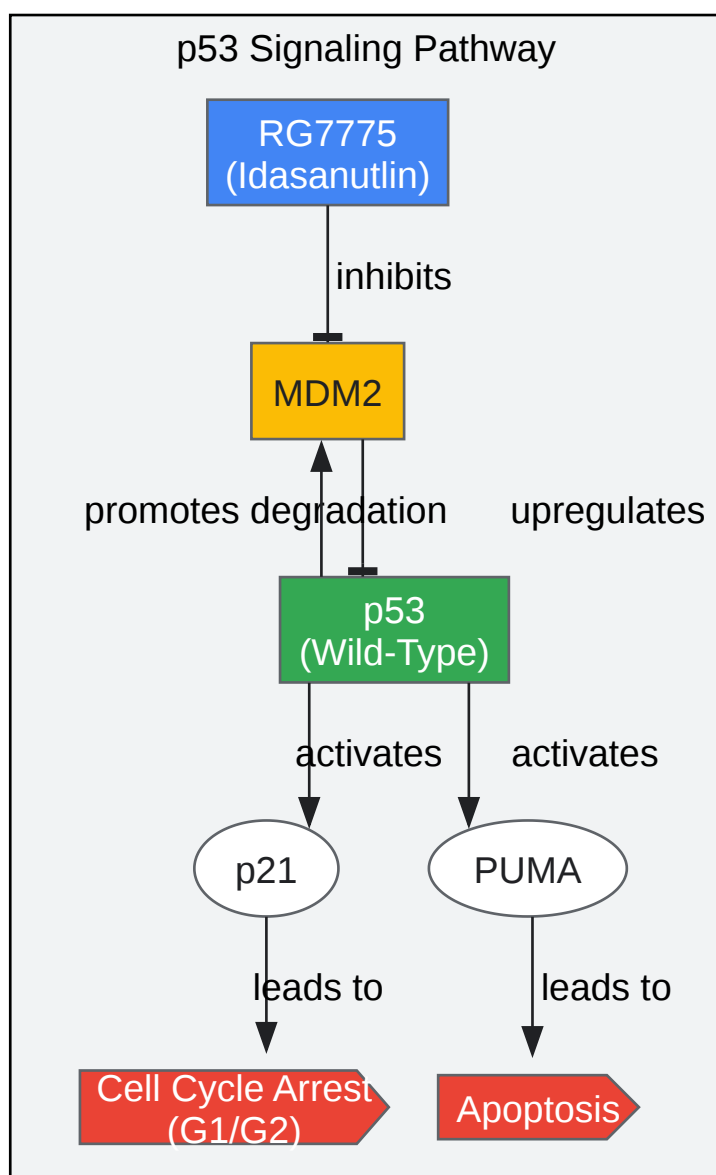 p53 Signaling Pathway
RG7775
(Idasanutlin)
inhibits
MDM2
promotes degradation
upregulates
p53
(Wild-Type)
activates
activates
p21
PUMA
leads to
leads to
Cell Cycle Arrest
(G1/G2)
Apoptosis